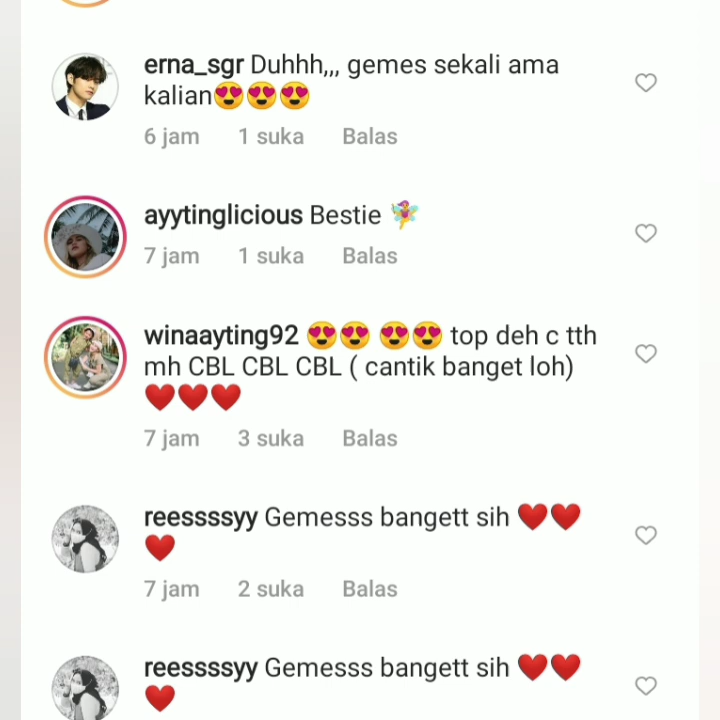 erna_sgr Duhhh,,, gemes sekali ama
kalian😍😍😍
6 jam 1 suka Balas
ayytinglicious Bestie 🧚‍♀️
7 jam 1 suka Balas
winaayting92 😍😍 😍😍 top deh c tth
mh CBL CBL CBL ( cantik banget loh)
❤️❤️❤️
7 jam 3 suka Balas
reessssyy Gemesss bangett sih ❤️❤️
❤️
7 jam 2 suka Balas
reessssyy Gemesss bangett sih ❤️❤️
❤️